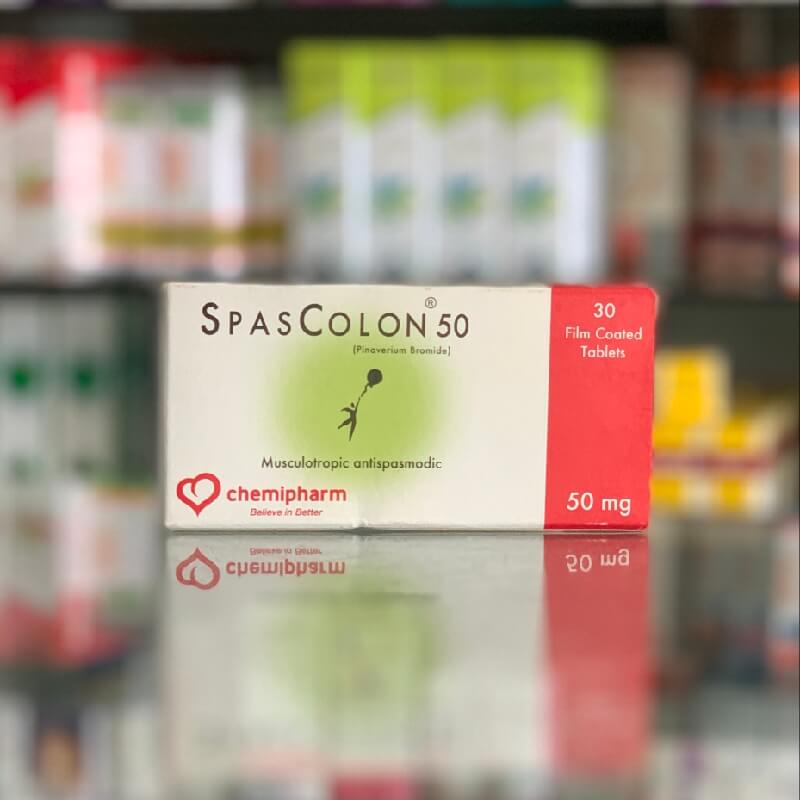 SPASCOLON® 50
(Pinaverium Bromide)
Musculotropic antispasmodic
chemipharm
Believe in Better
30
Film Coated
Tablets
50 mg